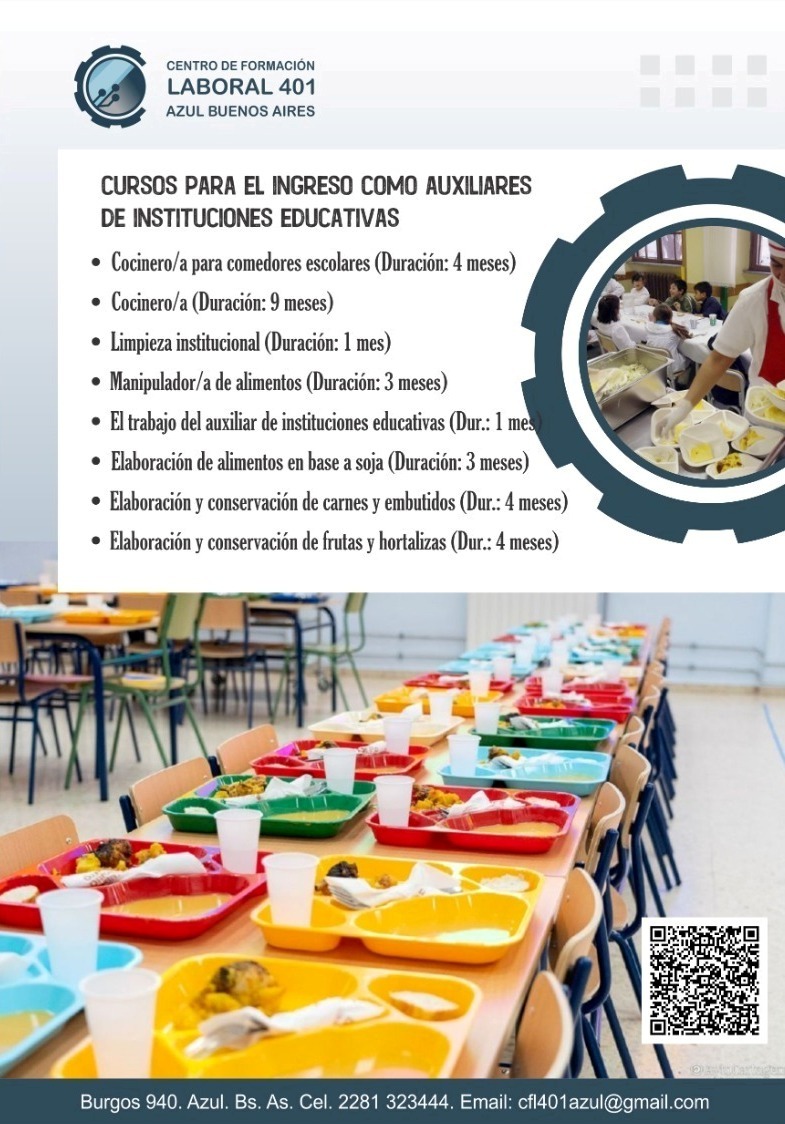 CENTRO DE FORMACIÓN
LABORAL 401
AZUL BUENOS AIRES
CURSOS PARA EL INGRESO COMO AUXILIARES
DE INSTITUCIONES EDUCATIVAS
• Cocinero/a para comedores escolares (Duración: 4 meses)
• Cocinero/a (Duración: 9 meses)
• Limpieza institucional (Duración: 1 mes)
• Manipulador/a de alimentos (Duración: 3 meses)
• El trabajo del auxiliar de instituciones educativas (Dur.: 1 mes)
• Elaboración de alimentos en base a soja (Duración: 3 meses)
• Elaboración y conservación de carnes y embutidos (Dur.: 4 meses)
• Elaboración y conservación de frutas y hortalizas (Dur.: 4 meses)
Burgos 940. Azul. Bs. As. Cel. 2281 323444. Email: cfl401azul@gmail.com